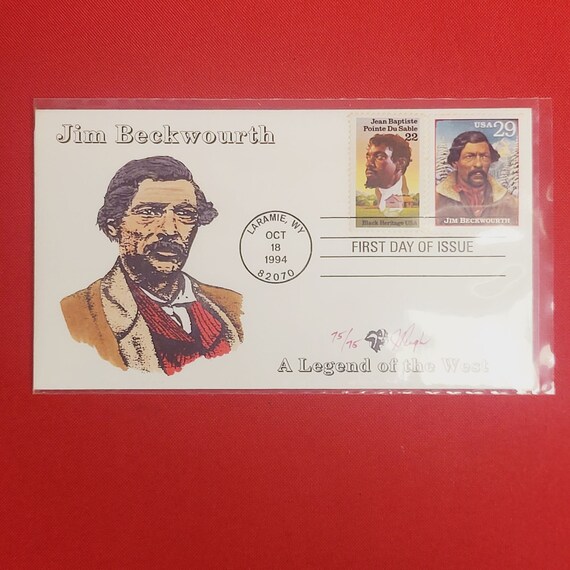 Jim Beckwourth
Jean Baptiste
Pointe Du Sable
22
Black Heritage USA
USA 29
JIM BECKWOURTH
LARAMIE, WY
OCT
18
1994
82070
FIRST DAY OF ISSUE
75/75
A Legend of the West